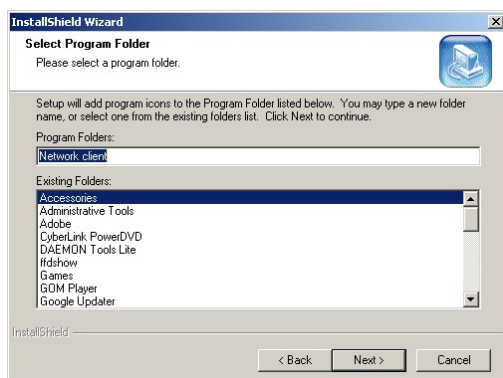 InstallShield Wizard
Select Program Folder
Please select a program folder.
Setup will add program icons to the Program Folder listed below. You may type a new folder
name, or select one from the existing folders list. Click Next to continue.
Program Folders:
Network client
Existing Folders:
Accessories
Administrative Tools
Adobe
CyberLink PowerDVD
DAEMON Tools Lite
ffdshow
Games
GOM Player
Google Updater
InstallShield
< Back Next > Cancel